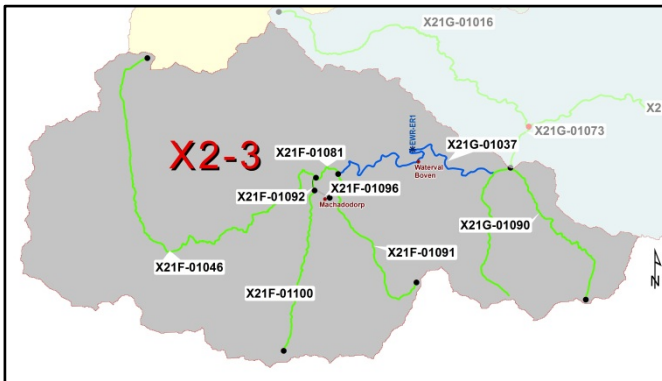 X21G-01016
X2
X21G-01073
EWR-ER1
X21G-01037
X21F-01081
X2-3
Waterval
Boven
X21F-01092
X21F-01096
Machadodorp
X21G-01090
X21F-01091
X21F-01046
X21F-01100
N